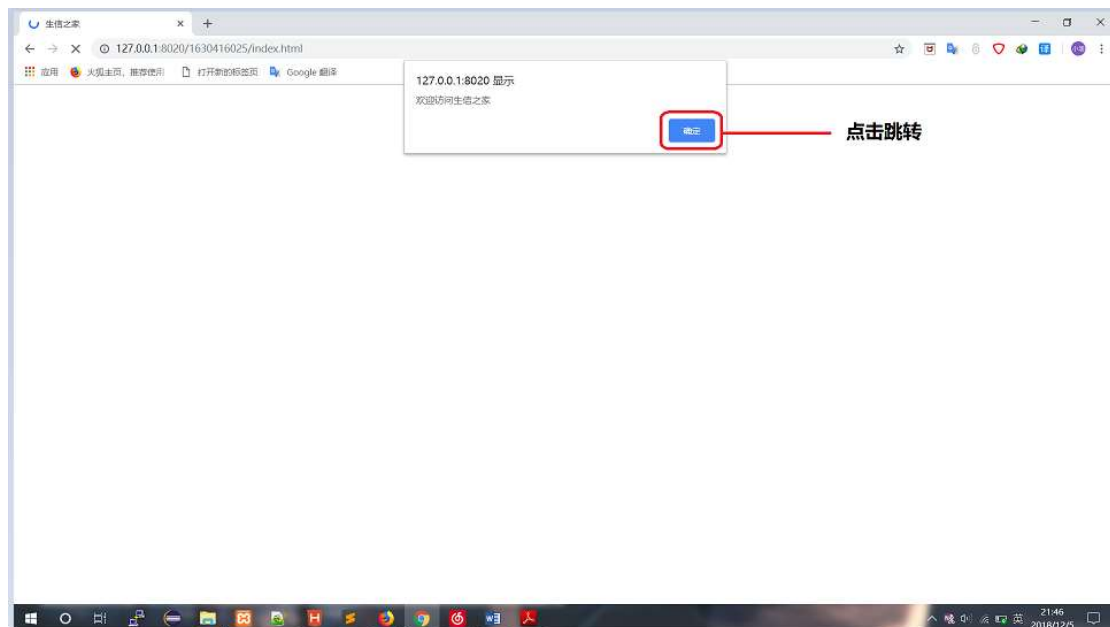 生信之家
127.0.0.1:8020/1630416025/index.html
应用 火狐主页，推荐使用 打开新的标签页 Google 翻译
127.0.0.1:8020 显示
欢迎访问生信之家
确定
点击跳转
英 21:46
2018/12/5